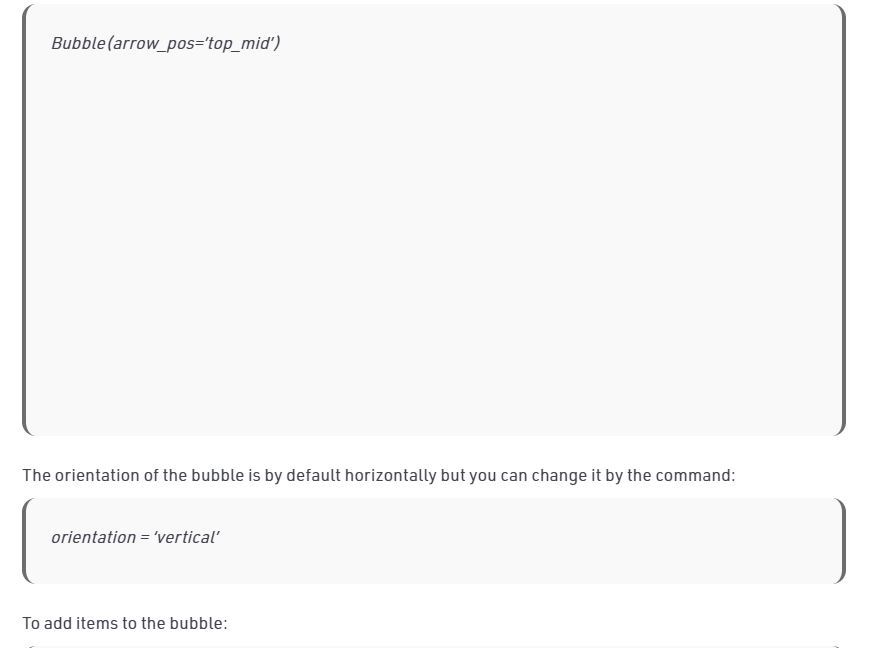 Bubble(arrow_pos=’top_mid’)
The orientation of the bubble is by default horizontally but you can change it by the command:
orientation = ’vertical’
To add items to the bubble: